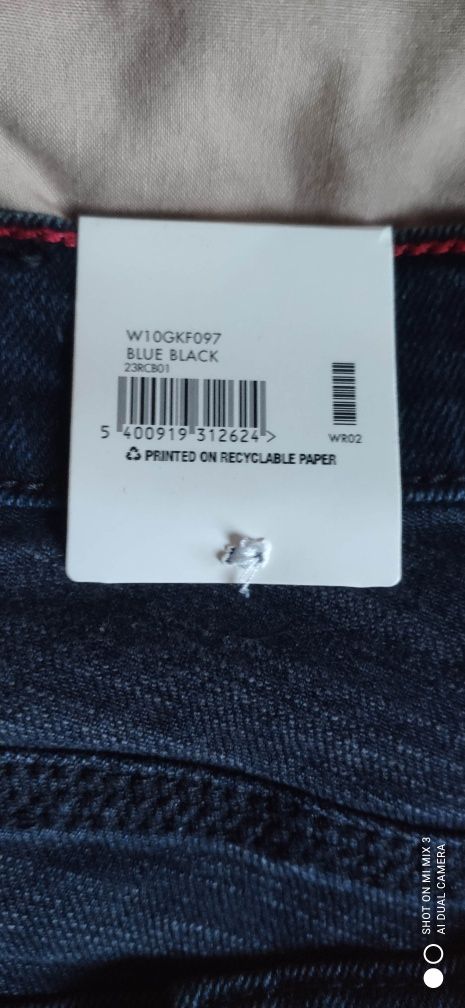 W10GKF097
BLUE BLACK
23RCB01
5 400919 312624 >
WR02
PRINTED ON RECYCLABLE PAPER
SHOT ON MI MIX 3
AI DUAL CAMERA